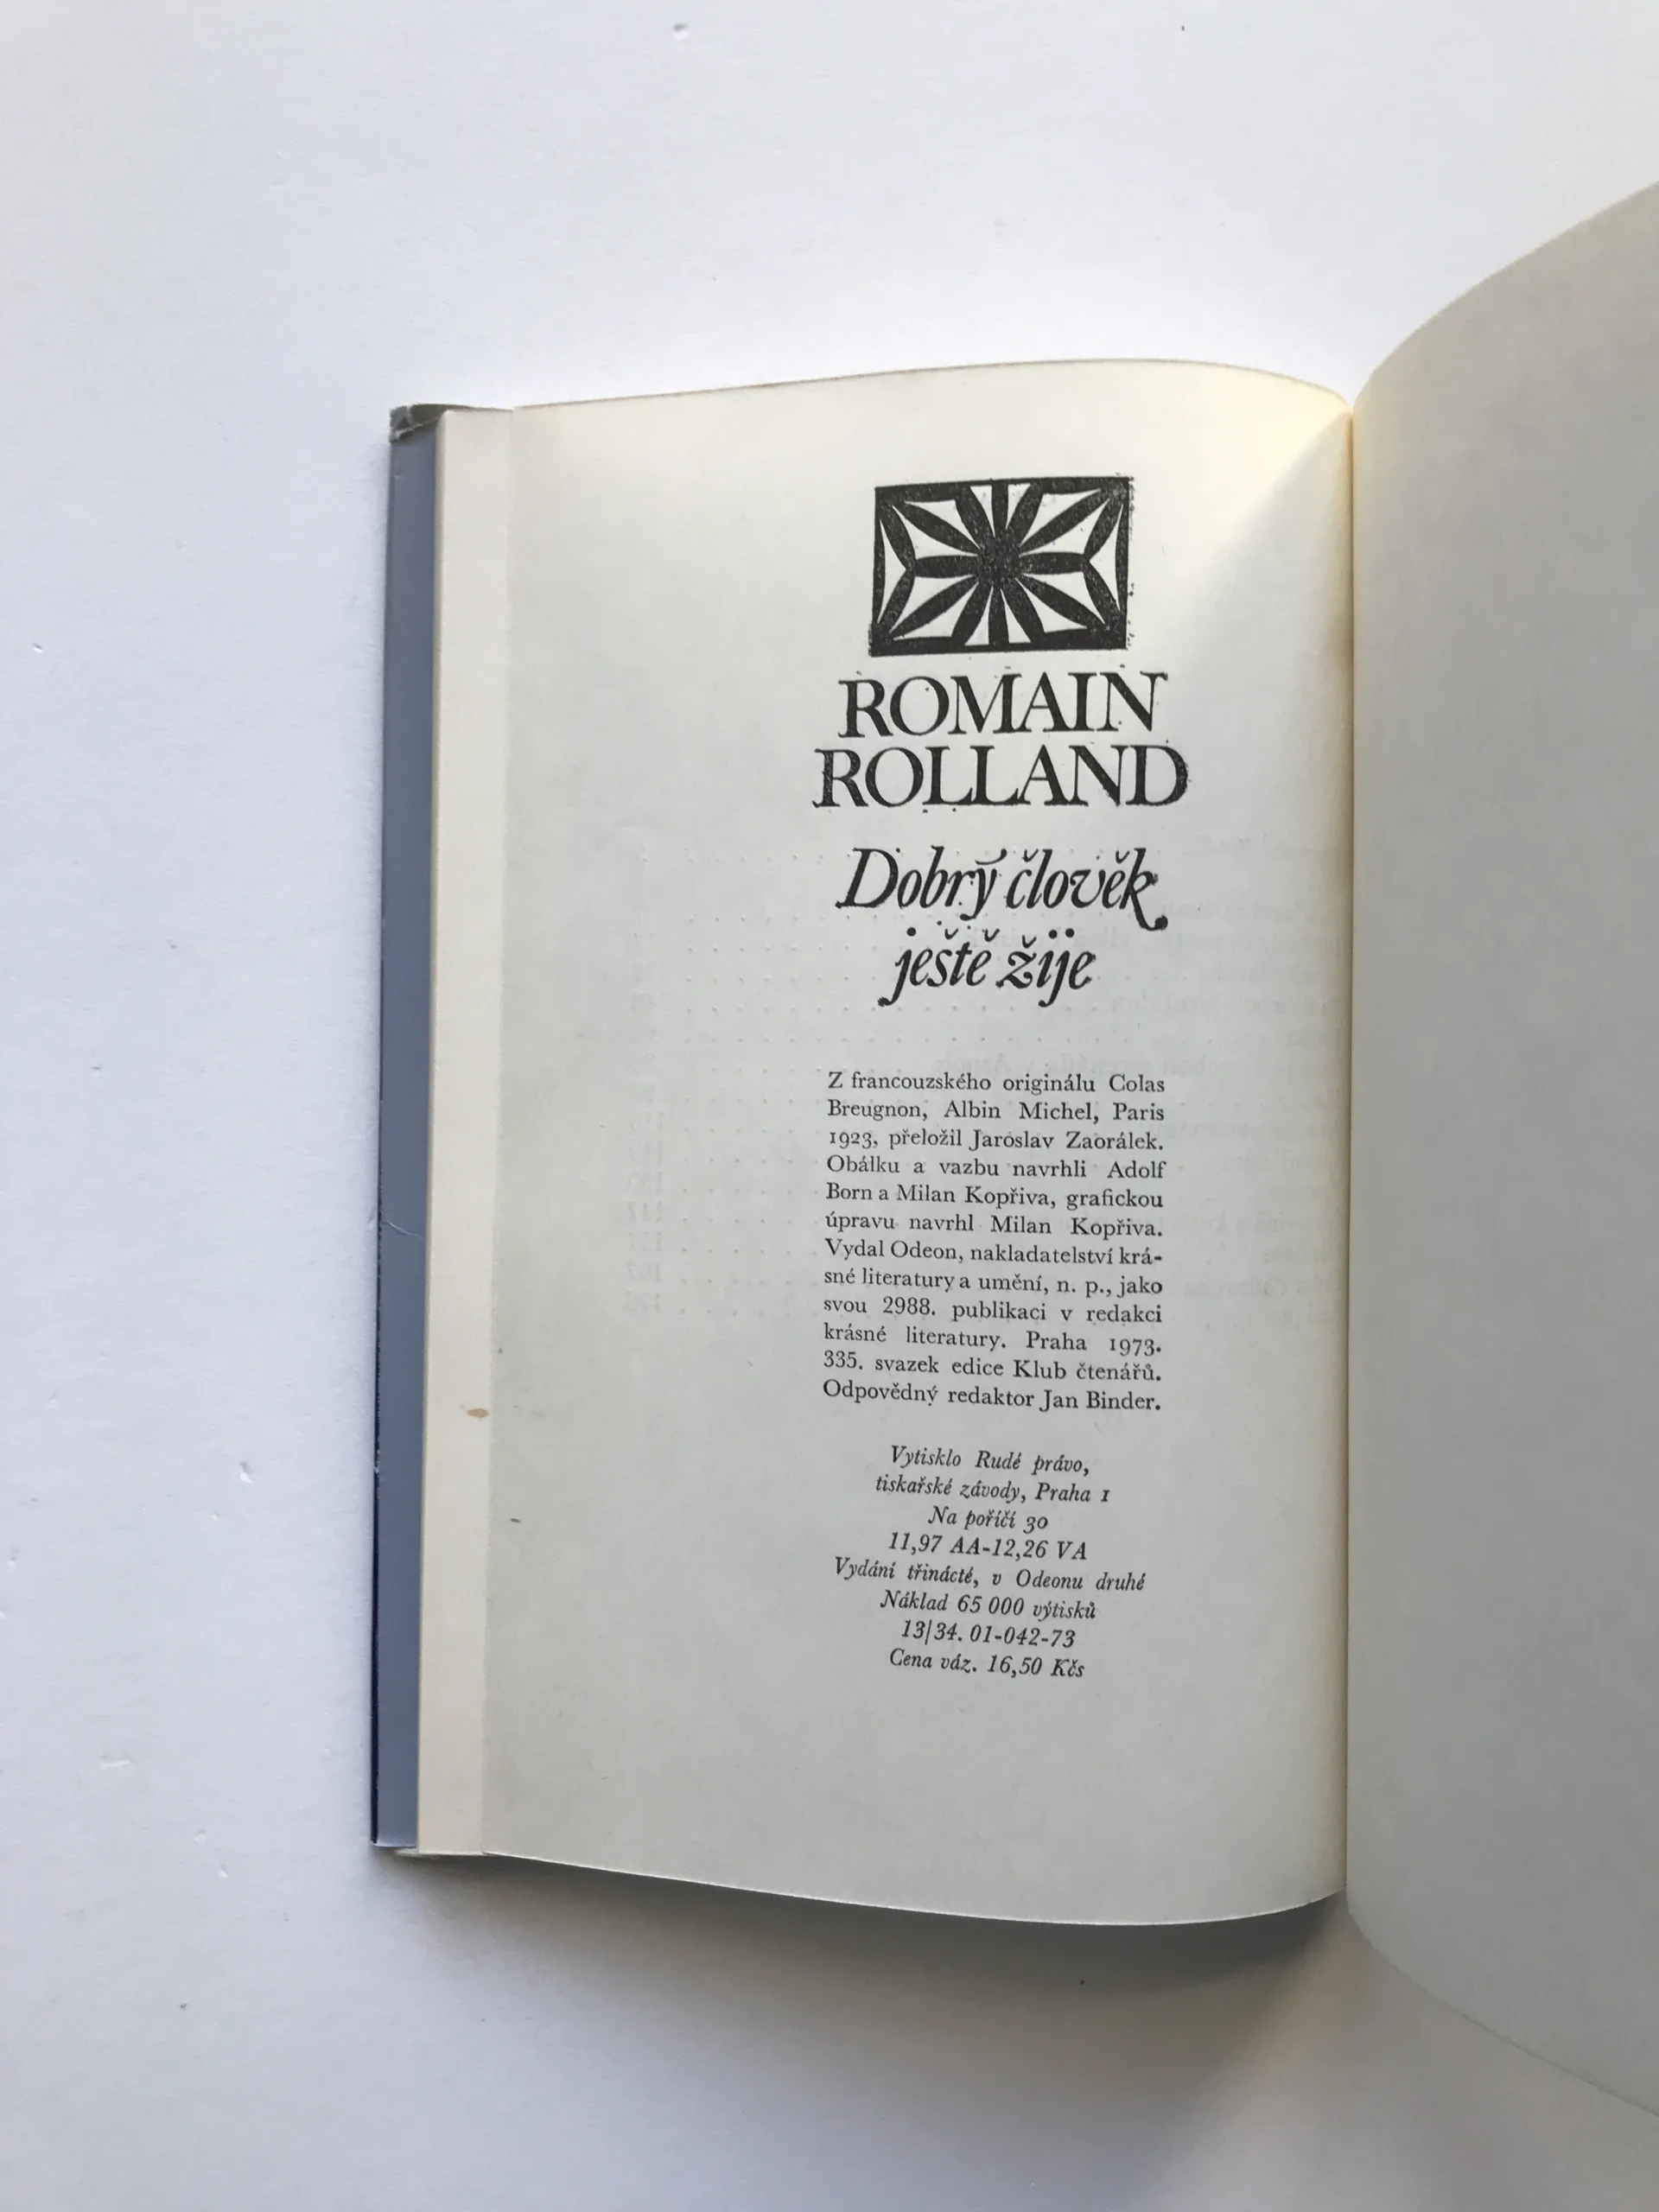 ROMAIN
ROLLAND
Dobrý člověk
ještě žije
Z francouzského originálu Colas
Breugnon, Albin Michel, Paris
1923, přeložil Jaroslav Zaorálek.
Obálku a vazbu navrhli Adolf
Born a Milan Kopřiva, grafickou
úpravu navrhl Milan Kopřiva.
Vydal Odeon, nakladatelství krá-
sné literatury a umění, n. p., jako
svou 2988. publikaci v redakci
krásné literatury. Praha 1973.
335. svazek edice Klub čtenářů.
Odpovědný redaktor Jan Binder.
Vytisklo Rudé právo,
tiskařské závody, Praha 1
Na poříčí 30
11,97 AA-12,26 VA
Vydání třinácté, v Odeonu druhé
Náklad 65 000 výtisků
13/34. 01-042-73
Cena váz. 16,50 Kčs